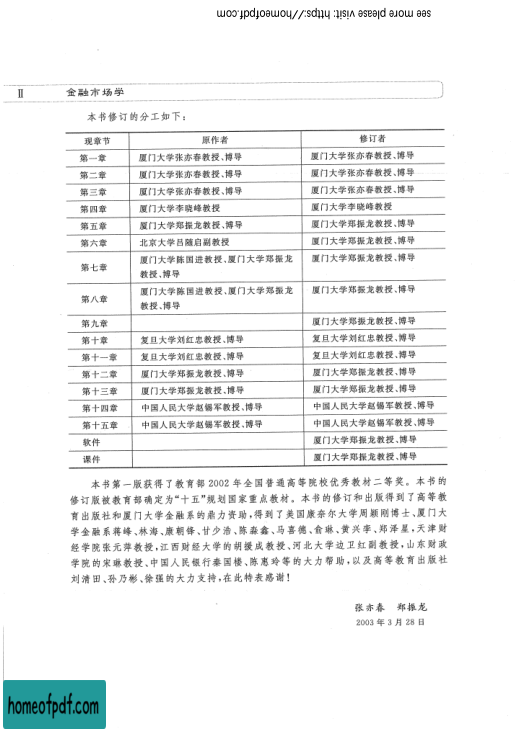 see more please visit: https://homeofpdf.com
II 金融市场学
本书修订的分工如下：
现章节 原作者 修订者
第一章 厦门大学张亦春教授、博导 厦门大学张亦春教授、博导
第二章 厦门大学张亦春教授、博导 厦门大学张亦春教授、博导
第三章 厦门大学张亦春教授、博导 厦门大学张亦春教授、博导
第四章 厦门大学李晓峰教授 厦门大学李晓峰教授
第五章 厦门大学郑振龙教授、博导 厦门大学郑振龙教授、博导
第六章 北京大学吕随启副教授 厦门大学郑振龙教授、博导
第七章 厦门大学陈国进教授、厦门大学郑振龙 厦门大学郑振龙教授、博导
教授、博导
第八章 厦门大学陈国进教授、厦门大学郑振龙 厦门大学郑振龙教授、博导
教授、博导
第九章 厦门大学郑振龙教授、博导
第十章 复旦大学刘红忠教授、博导 复旦大学刘红忠教授、博导
第十一章 复旦大学刘红忠教授、博导 复旦大学刘红忠教授、博导
第十二章 厦门大学郑振龙教授、博导 厦门大学郑振龙教授、博导
第十三章 厦门大学郑振龙教授、博导 厦门大学郑振龙教授、博导
第十四章 中国人民大学赵锡军教授、博导 中国人民大学赵锡军教授、博导
第十五章 中国人民大学赵锡军教授、博导 中国人民大学赵锡军教授、博导
软件 厦门大学郑振龙教授、博导
课件 厦门大学郑振龙教授、博导
本书第一版获得了教育部2002年全国普通高等院校优秀教材二等奖。本书的
修订版被教育部确定为“十五”规划国家重点教材。本书的修订和出版得到了高等教
育出版社和厦门大学金融系的鼎力资助，得到了美国康奈尔大学周颖刚博士、厦门大
学金融系蒋峰、林海、康朝锋、甘少浩、陈淼鑫、马喜德、俞琳、黄兴孪、郑泽星，天津财
经学院张元萍教授，江西财经大学的胡援成教授、河北大学边卫红副教授，山东财政
学院的宋琳教授、中国人民银行秦国楼、陈惠玲等的大力帮助，以及高等教育出版社
刘清田、孙乃彬、徐强的大力支持，在此特表感谢！
张亦春 郑振龙
2003年3月28日
homeofpdf.com